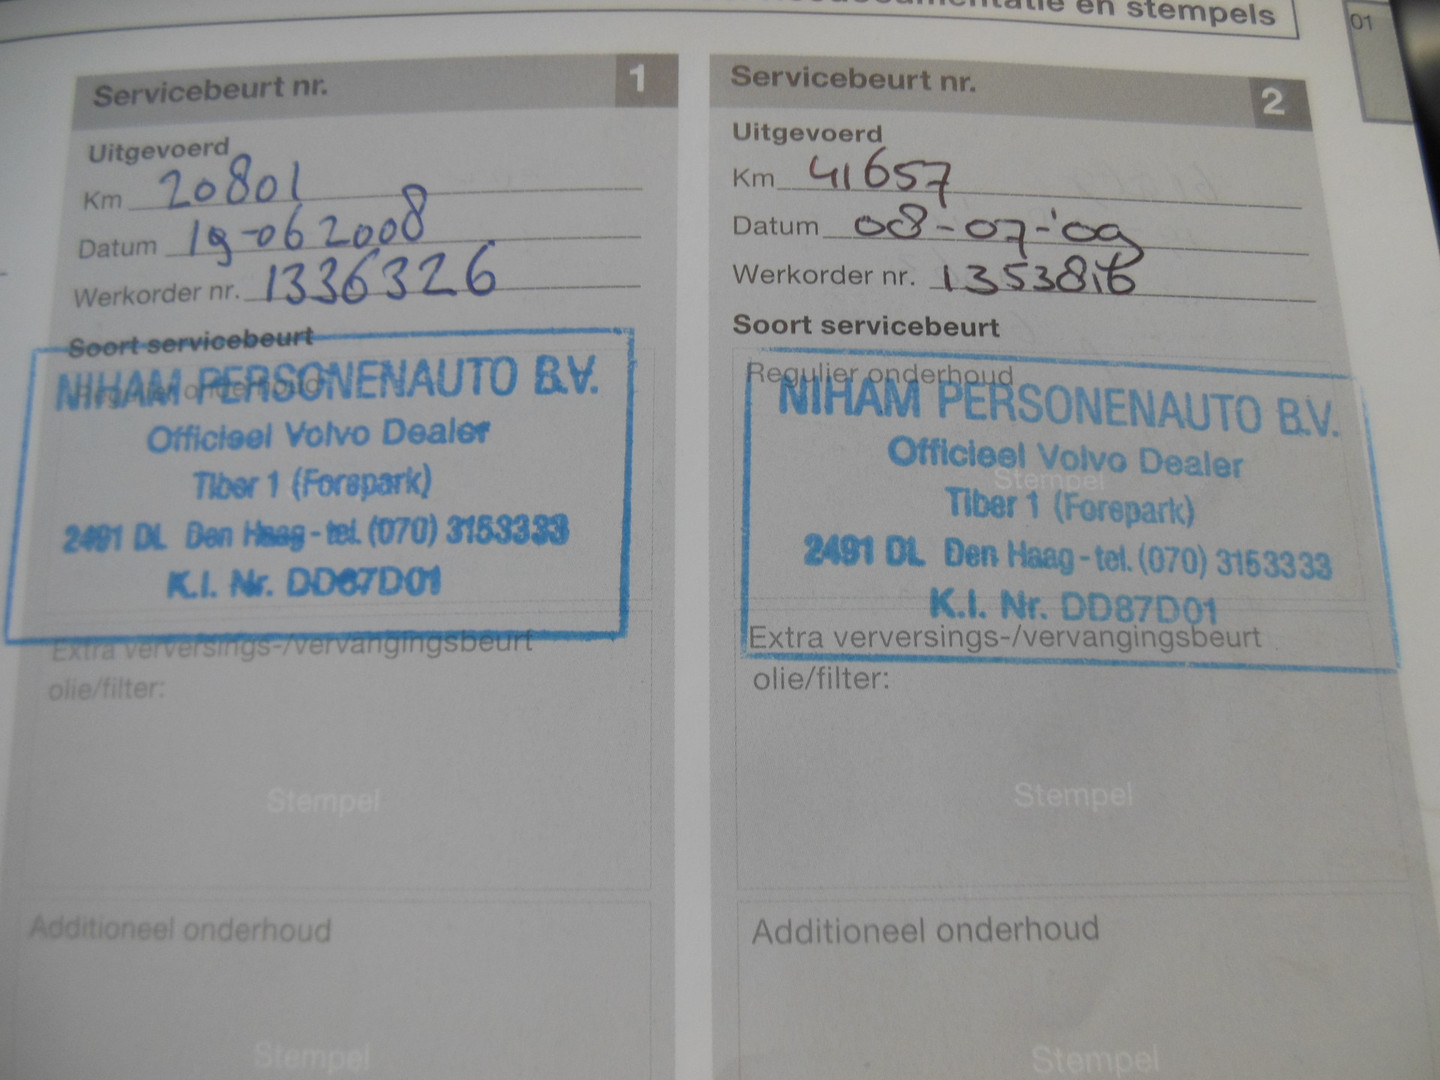 en stempels
01
Servicebeurt nr. 1
Uitgevoerd
Km 20801
Datum 19-06 2008
Werkorder nr. 1336326
Soort servicebeurt
Regulier onderhoud
NIHAM PERSONENAUTO B.V.
Officieel Volvo Dealer
Tiber 1 (Forepark)
2491 DL Den Haag - tel. (070) 3153333
K.I. Nr. DD87D01
Extra verversings-/vervangingsbeurt
olie/filter:
Stempel
Additioneel onderhoud
Stempel
Servicebeurt nr. 2
Uitgevoerd
Km 41657
Datum 08-07-'09
Werkorder nr. 1353816
Soort servicebeurt
Regulier onderhoud
NIHAM PERSONENAUTO B.V.
Officieel Volvo Dealer
Stempel
Tiber 1 (Forepark)
2491 DL Den Haag - tel. (070) 3153333
K.I. Nr. DD87D01
Extra verversings-/vervangingsbeurt
olie/filter:
Stempel
Additioneel onderhoud
Stempel